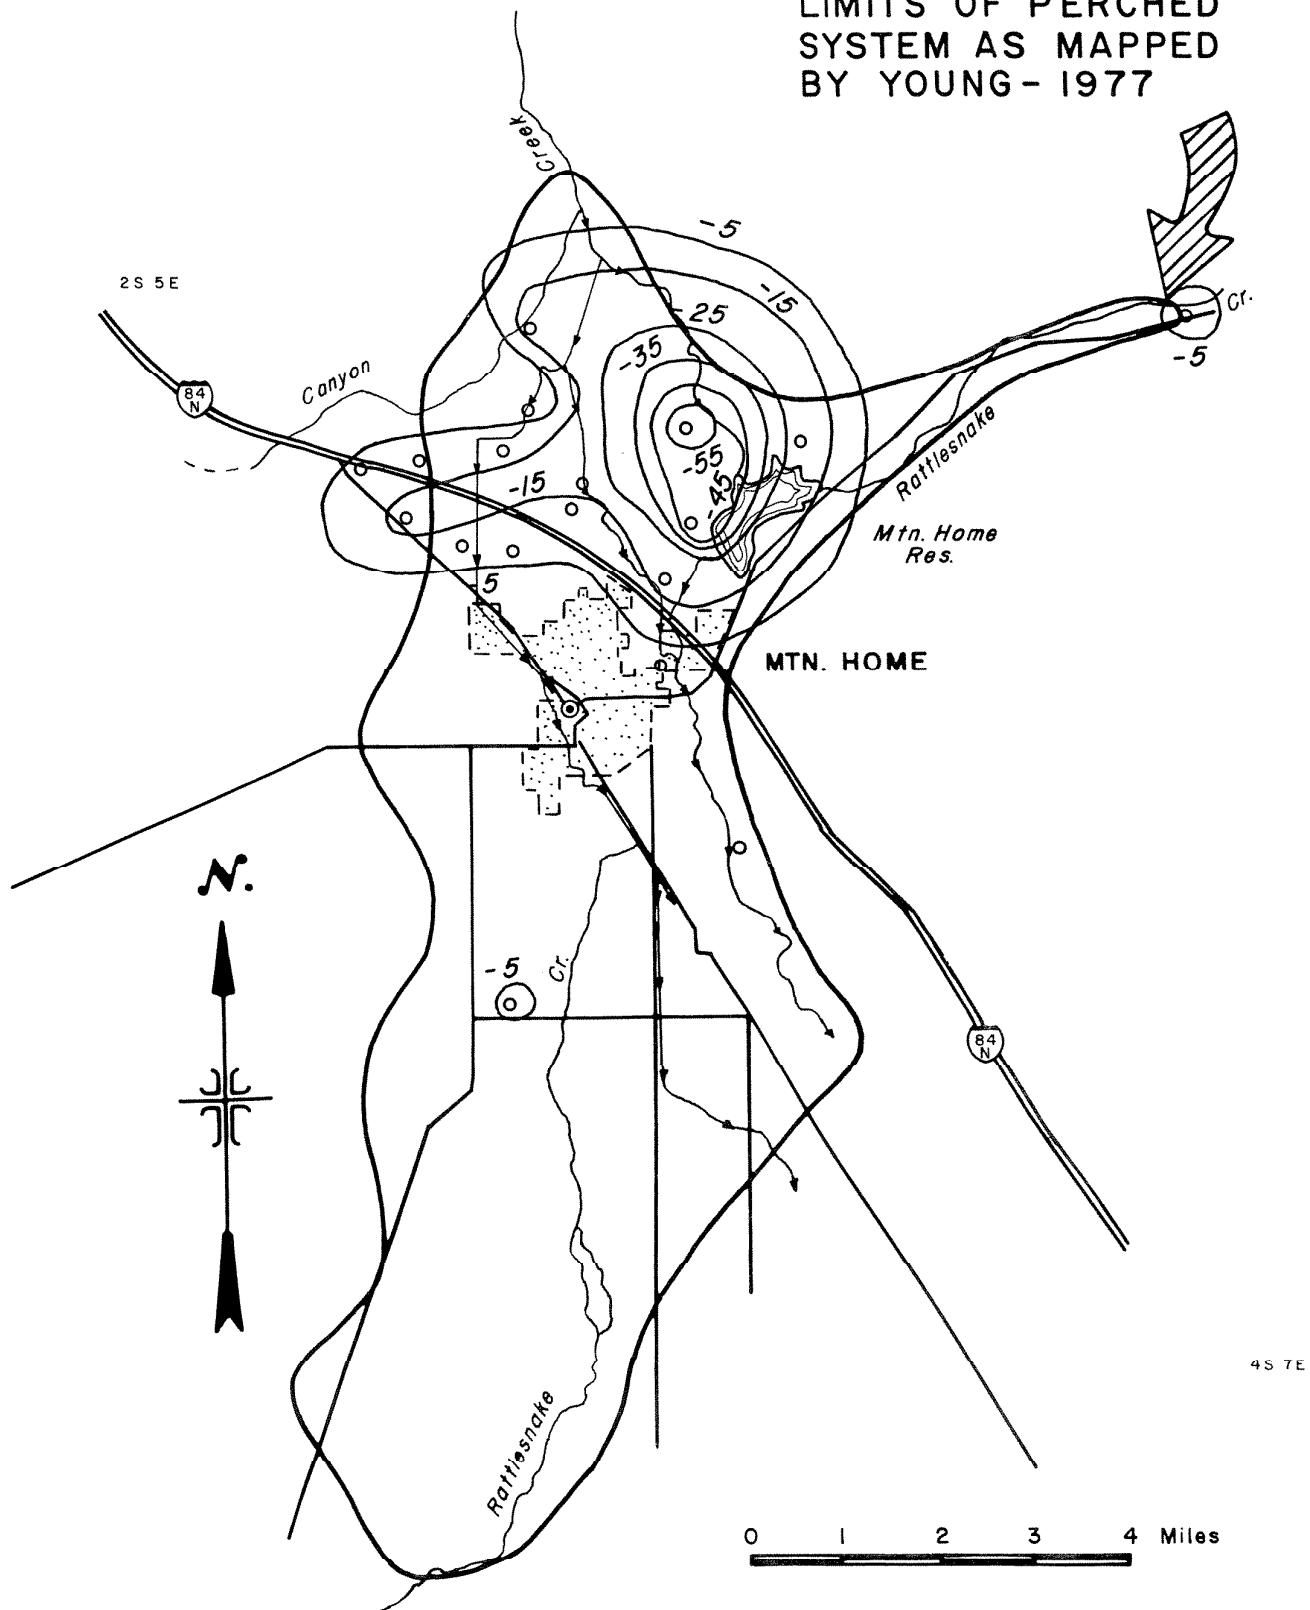 LIMITS OF PERCHED
SYSTEM AS MAPPED
BY YOUNG - 1977
Creek
-5
2S 5E
-15
-25
Cr.
-35
-5
Canyon
84
N
-55
Rattlesnake
-45
-15
Mtn. Home
Res.
5
MTN. HOME
N.
-5
Cr.
84
N
4S 7E
Rattlesnake
0 1 2 3 4 Miles